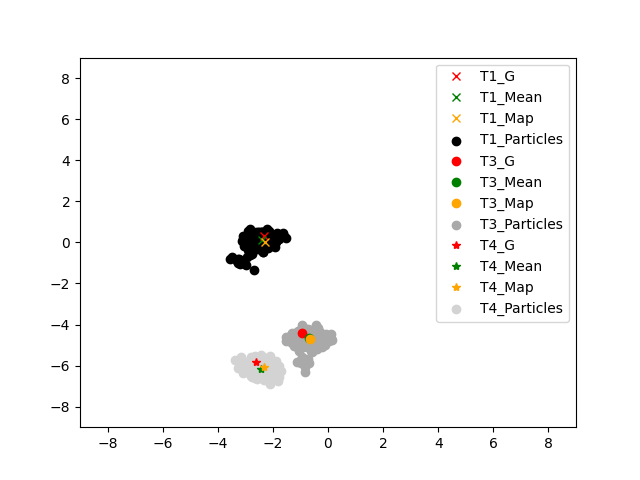 8
6
4
2
0
−2
−4
−6
−8
−8 −6 −4 −2 0 2 4 6 8
T1_G
T1_Mean
T1_Map
T1_Particles
T3_G
T3_Mean
T3_Map
T3_Particles
T4_G
T4_Mean
T4_Map
T4_Particles